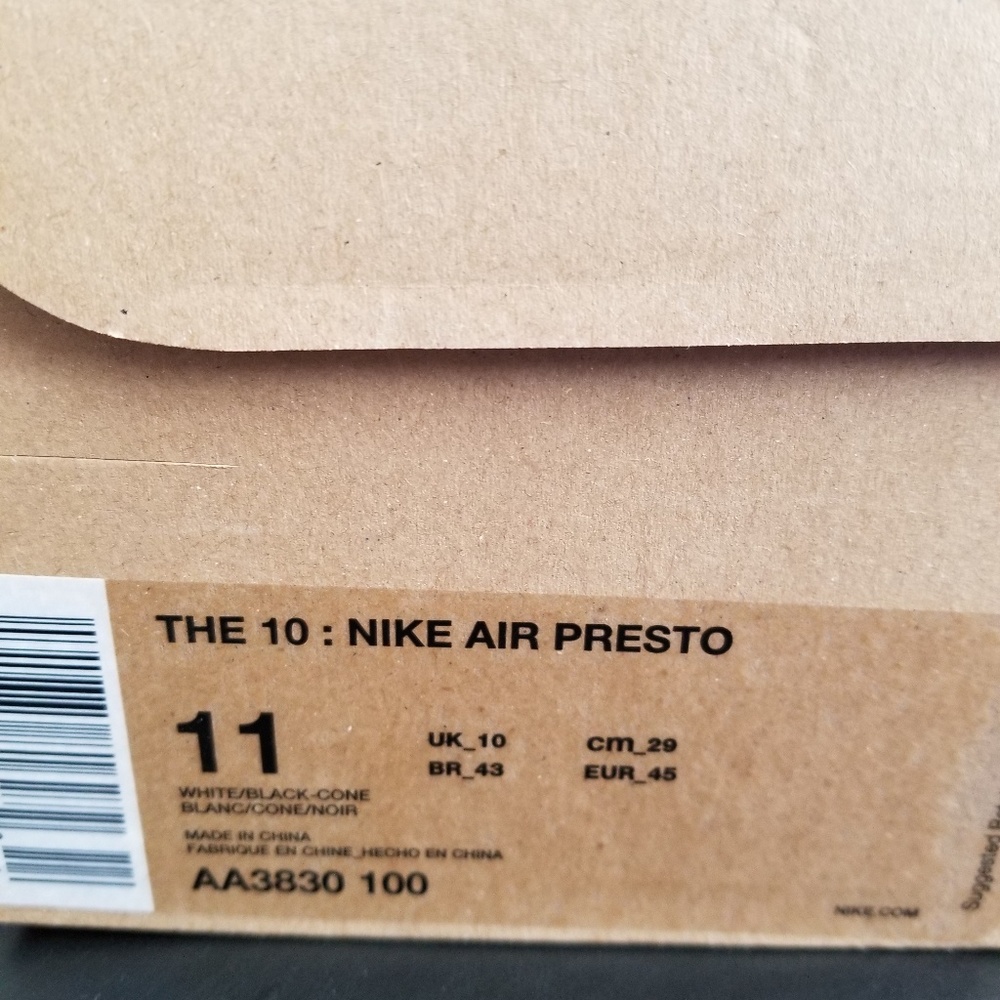 THE 10 : NIKE AIR PRESTO
11
UK_10 cm_29
BR_43 EUR_45
WHITE/BLACK-CONE
BLANC/CONE/NOIR
MADE IN CHINA
FABRIQUE EN CHINE_HECHO EN CHINA
AA3830 100
NIKE.COM
Suggested